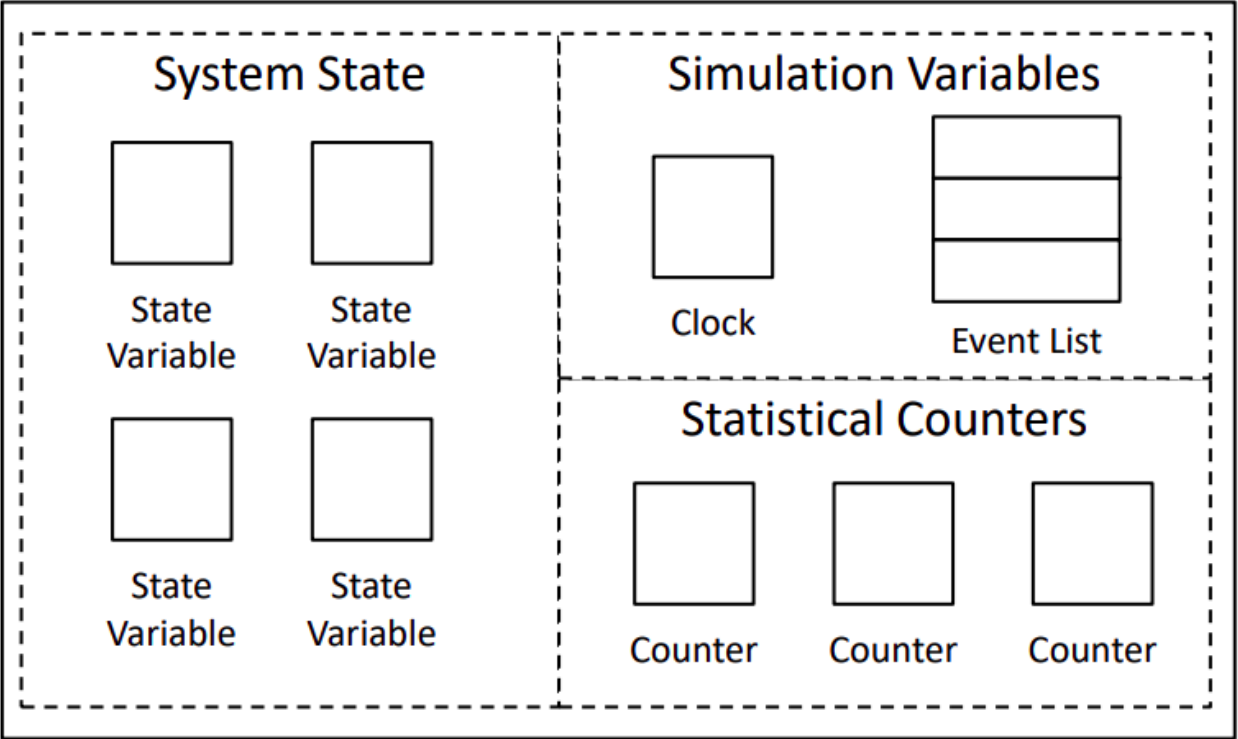 System State
State
Variable
State
Variable
State
Variable
State
Variable
Simulation Variables
Clock
Event List
Statistical Counters
Counter
Counter
Counter